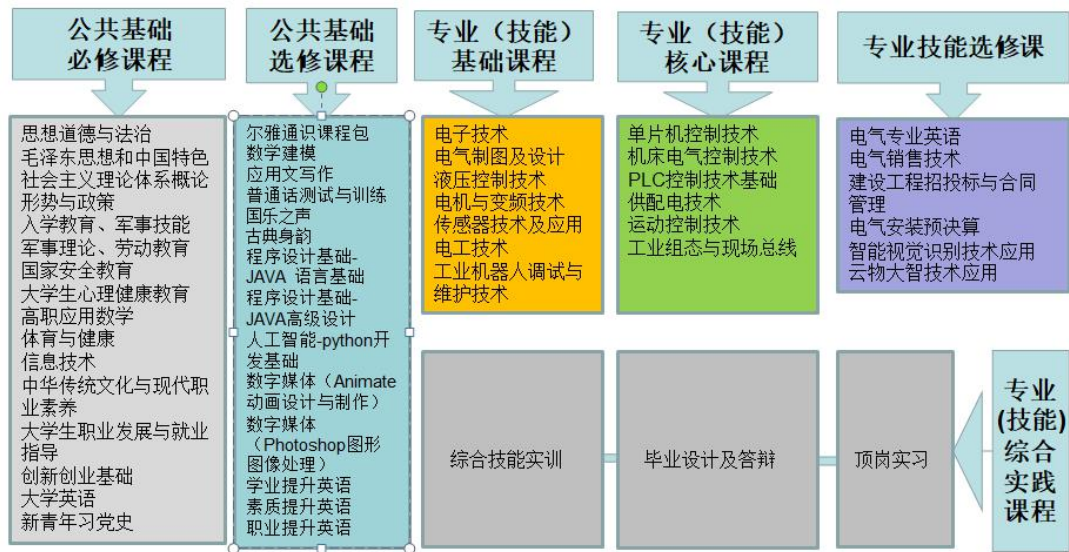 公共基础
必修课程
公共基础
选修课程
专业（技能）
基础课程
专业（技能）
核心课程
专业技能选修课
思想道德与法治
毛泽东思想和中国特色
社会主义理论体系概论
形势与政策
入学教育、军事技能
军事理论、劳动教育
国家安全教育
大学生心理健康教育
高职应用数学
体育与健康
信息技术
中华传统文化与现代职
业素养
大学生职业发展与就业
指导
创新创业基础
大学英语
新青年习党史
尔雅通识课程包
数学建模
应用文写作
普通话测试与训练
国乐之声
古典身韵
程序设计基础-
JAVA 语言基础
程序设计基础-
JAVA高级设计
人工智能-python开
发基础
数字媒体（Animate
动画设计与制作）
数字媒体
（Photoshop图形
图像处理）
学业提升英语
素质提升英语
职业提升英语
电子技术
电气制图及设计
液压控制技术
电机与变频技术
传感器技术及应用
电工技术
工业机器人调试与
维护技术
单片机控制技术
机床电气控制技术
PLC控制技术基础
供配电技术
运动控制技术
工业组态与现场总线
电气专业英语
电气销售技术
建设工程招投标与合同
管理
电气安装预决算
智能视觉识别技术应用
云物大智技术应用
综合技能实训
毕业设计及答辩
顶岗实习
专业
(技能)
综合
实践
课程